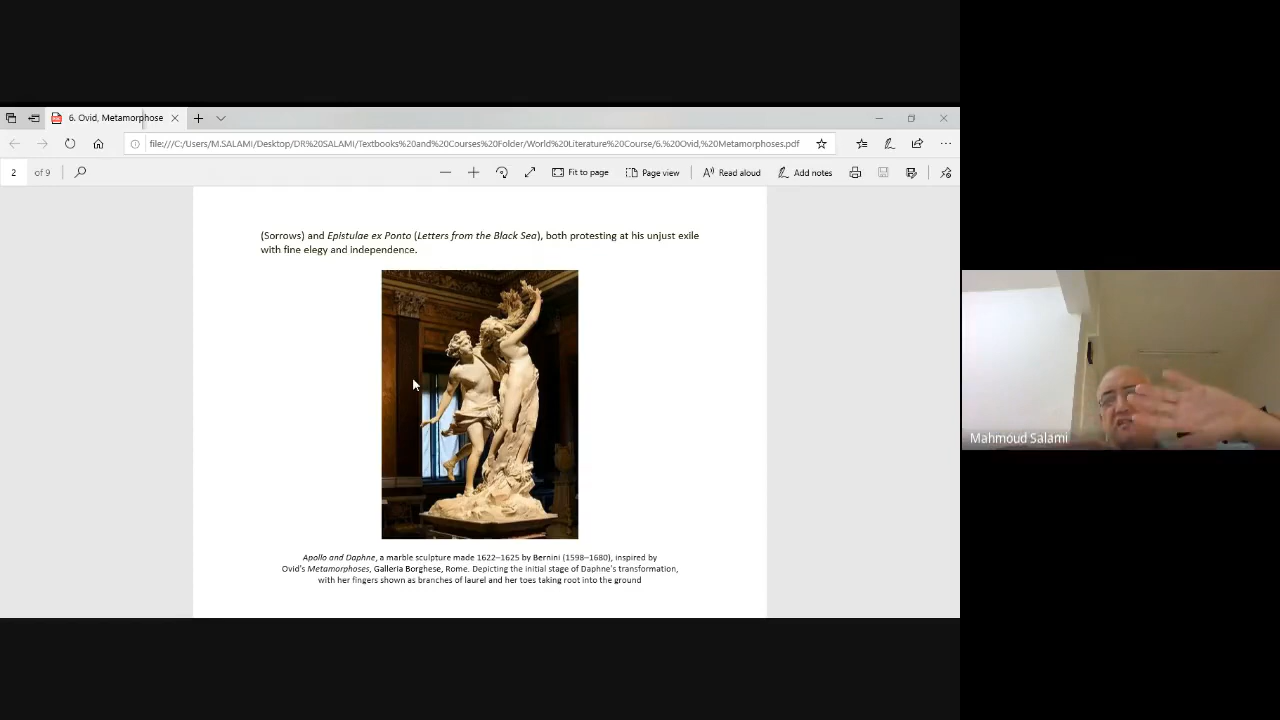 6. Ovid, Metamorphose
file:///C:/Users/M.SALAMI/Desktop/DR%20SALAMI/Textbooks%20and%20Courses%20Folder/World%20Literature%20Course/6.%20Ovid,%20Metamorphoses.pdf
2 of 9 Fit to page Page view Read aloud Add notes
(Sorrows) and Epistulae ex Ponto (Letters from the Black Sea), both protesting at his unjust exile
with fine elegy and independence.
Apollo and Daphne, a marble sculpture made 1622–1625 by Bernini (1598–1680), inspired by
Ovid's Metamorphoses, Galleria Borghese, Rome. Depicting the initial stage of Daphne's transformation,
with her fingers shown as branches of laurel and her toes taking root into the ground
Mahmoud Salami